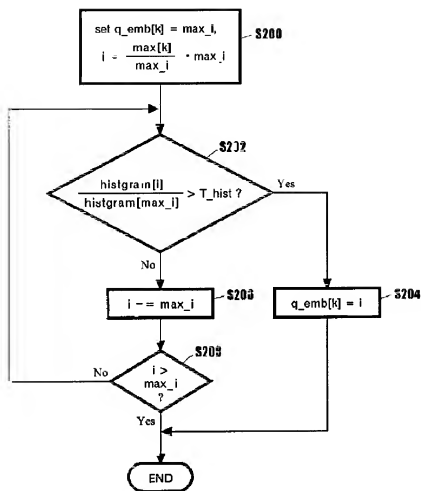 set q_emb[k] = max_i,
i = max[k] / max_i · max_i
S200
S202
histgram[i] / histgram[max_i] > T_hist ?
Yes
No
i -= max_i
S206
q_emb[k] = i
S204
S209
No
i >
max_i
?
Yes
END